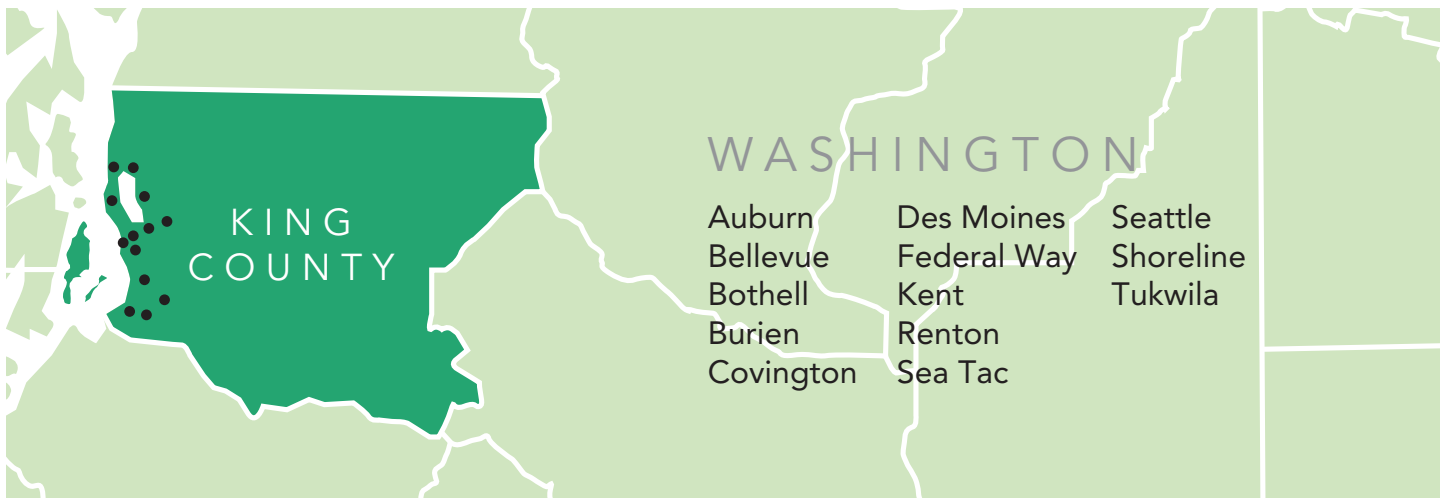 KING
COUNTY
WASHINGTON
Auburn
Bellevue
Bothell
Burien
Covington
Des Moines
Federal Way
Kent
Renton
Sea Tac
Seattle
Shoreline
Tukwila